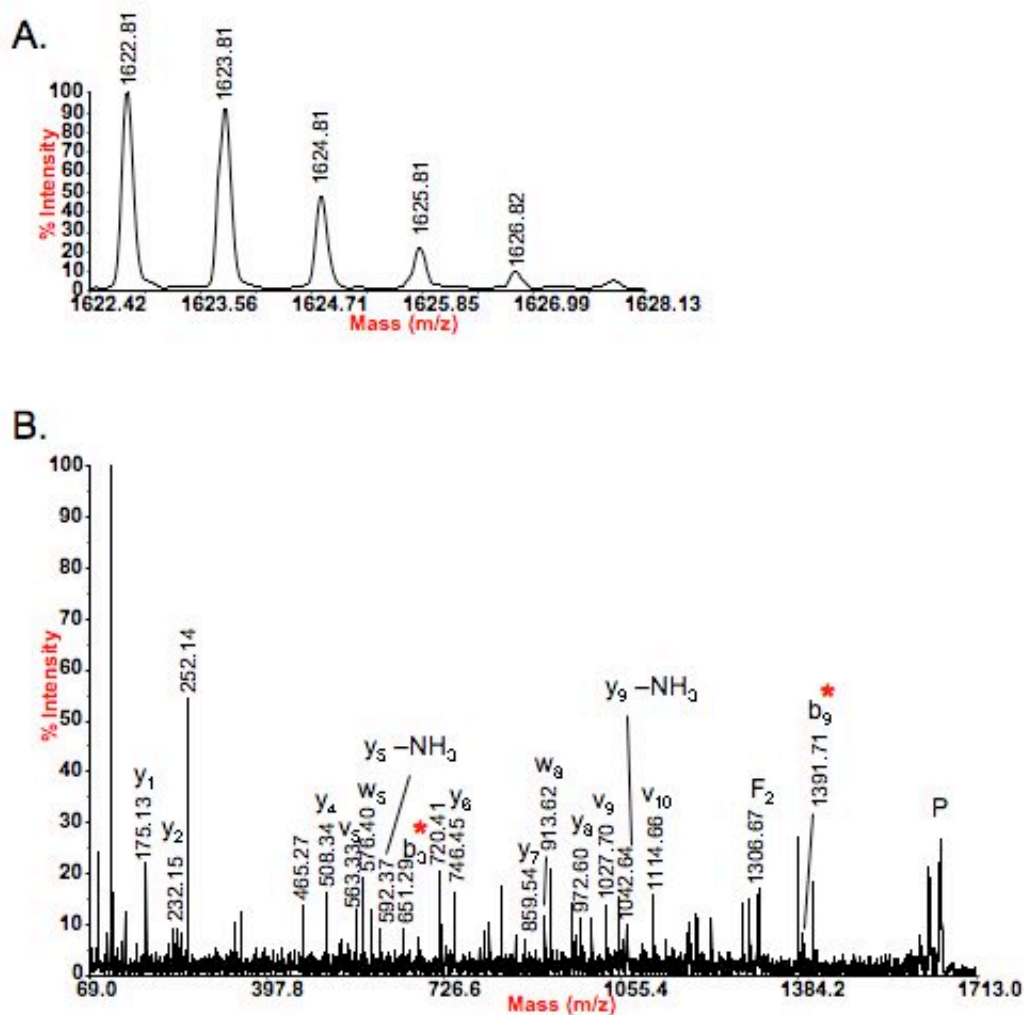 A.
% Intensity
100
90
80
70
60
50
40
30
20
10
0
1622.81
1623.81
1624.81
1625.81
1626.82
1622.42 1623.56 1624.71 1625.85 1626.99 1628.13
Mass (m/z)
B.
% Intensity
100
90
80
70
60
50
40
30
20
10
0
y1
175.13
y2
232.15
252.14
465.27
y4
508.34
563.33
w5
576.40
y5 –NH3
592.37
b3 *
651.29
720.41
y6
746.45
y7
859.54
w8
913.62
y8
972.60
v9
1027.70
y9 –NH3
1042.64
v10
1114.66
F2
1306.67
b9 *
1391.71
P
69.0 397.8 726.6 1055.4 1384.2 1713.0
Mass (m/z)